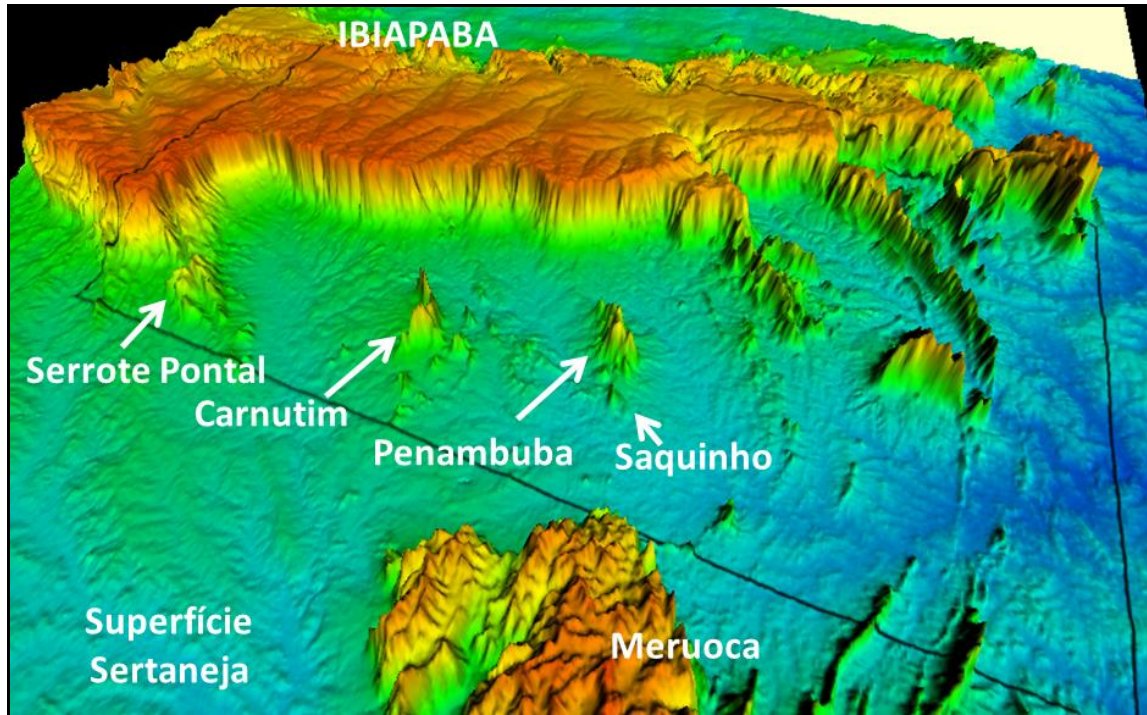 IBIAPABA
Serrote Pontal
Carnutim
Penambuba
Saquinho
Superfície
Sertaneja
Meruoca